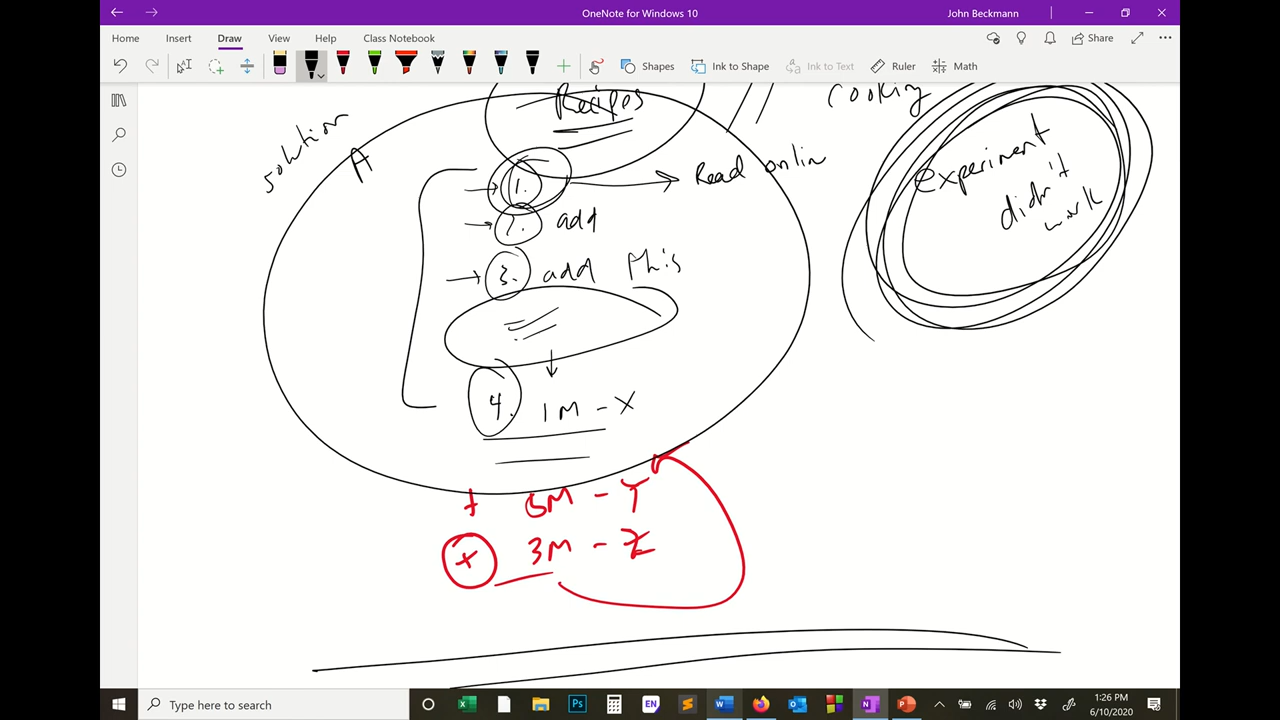 OneNote for Windows 10
John Beckmann
Home Insert Draw View Help Class Notebook
Share
Shapes Ink to Shape Ink to Text Ruler Math
Recipes
cooking
solution
A
experiment
didn't
work
1. Read onlin
2. add
3. add this
4. 1M - X
+ 5M - Y
+ 3M - Z
Type here to search
EN
1:26 PM
6/10/2020